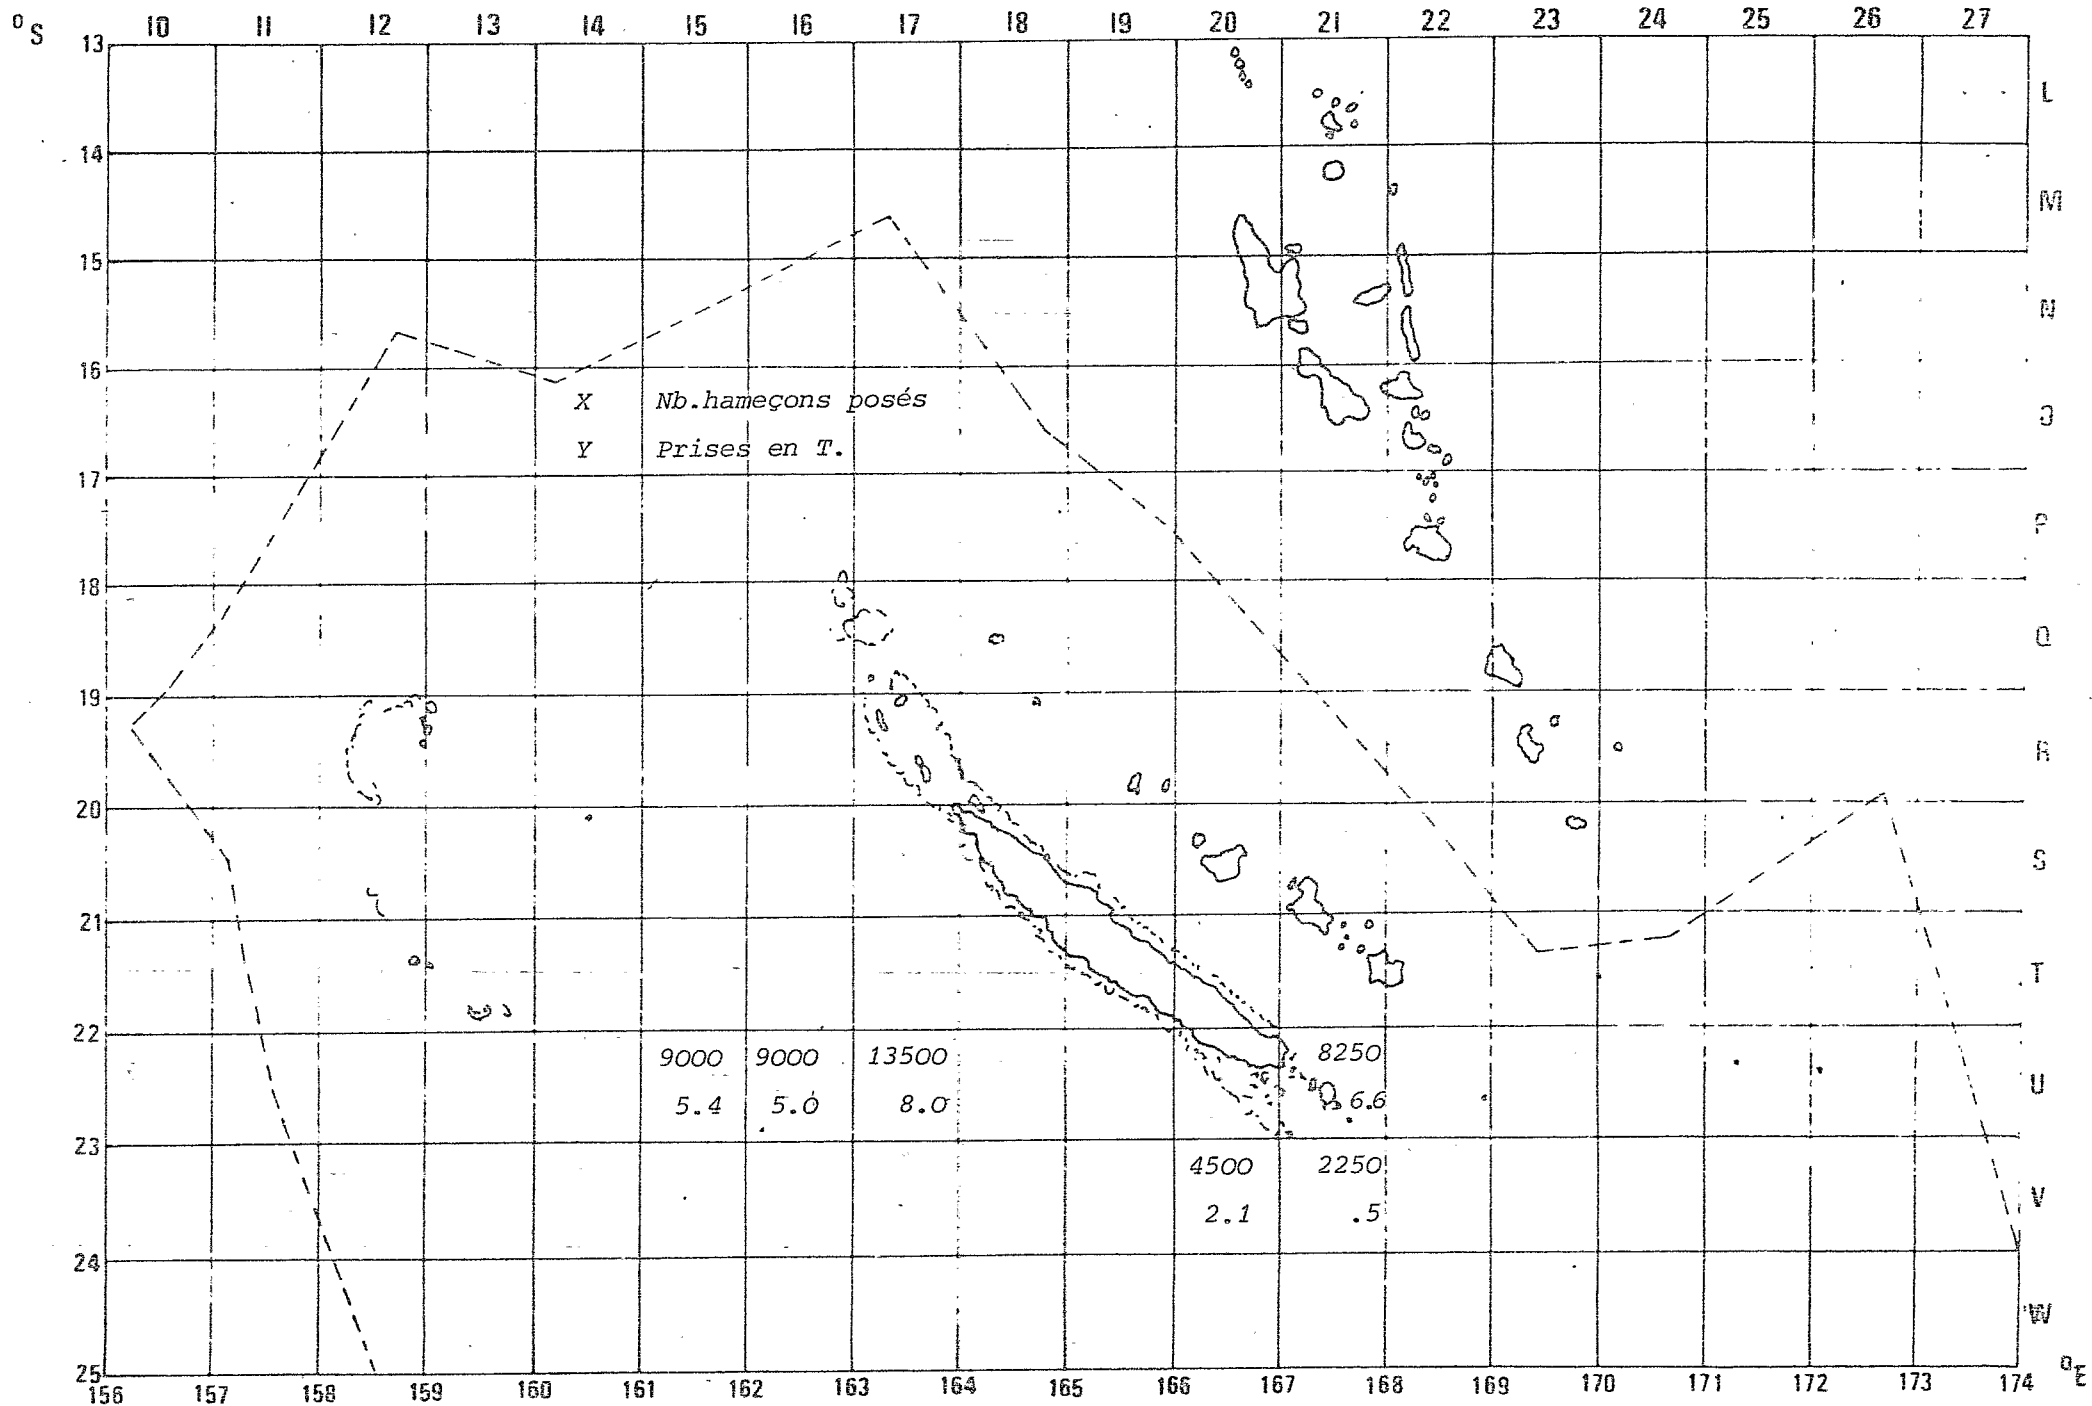 °S 10 11 12 13 14 15 16 17 18 19 20 21 22 23 24 25 26 27
13
L
14
M
15
N
16
X Nb.hameçons posés
O
Y Prises en T.
17
P
18
Q
19
R
20
S
21
T
22
9000 9000 13500 8250
U
5.4 5.0 8.0 6.6
23
4500 2250
V
2.1 .5
24
W
25
°E
156 157 158 159 160 161 162 163 164 165 166 167 168 169 170 171 172 173 174